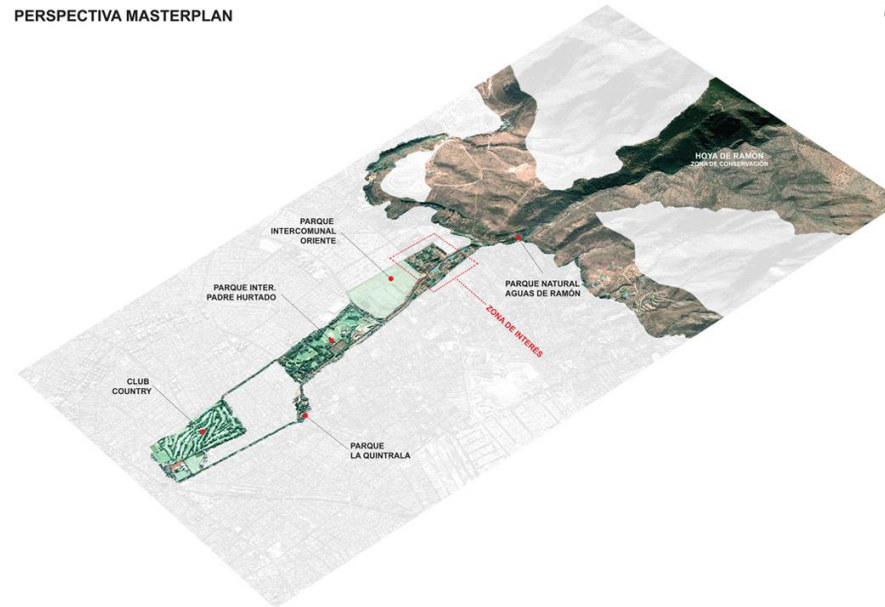 PERSPECTIVA MASTERPLAN
HOYA DE RAMÓN
ZONA DE CONSERVACIÓN
PARQUE
INTERCOMUNAL
ORIENTE
PARQUE INTER.
PADRE HURTADO
PARQUE NATURAL
AGUAS DE RAMÓN
ZONA DE INTERÉS
CLUB
COUNTRY
PARQUE
LA QUINTRALA